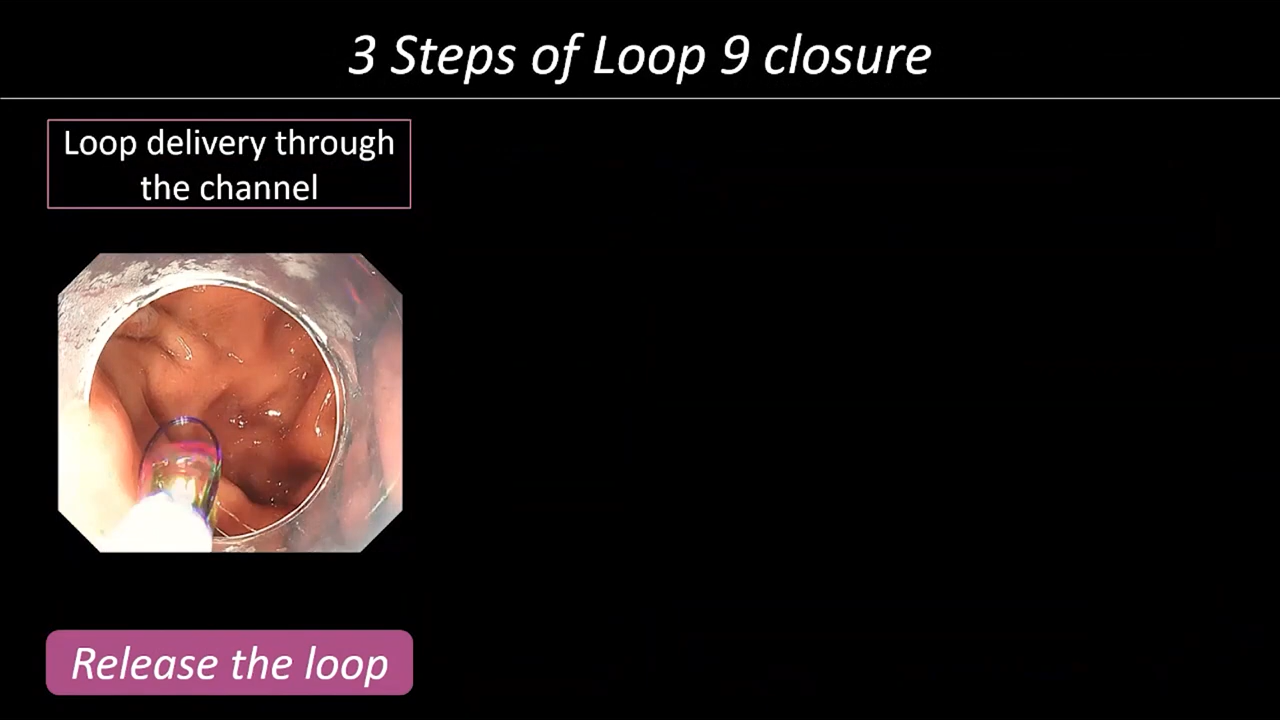 3 Steps of Loop 9 closure
Loop delivery through
the channel
Release the loop